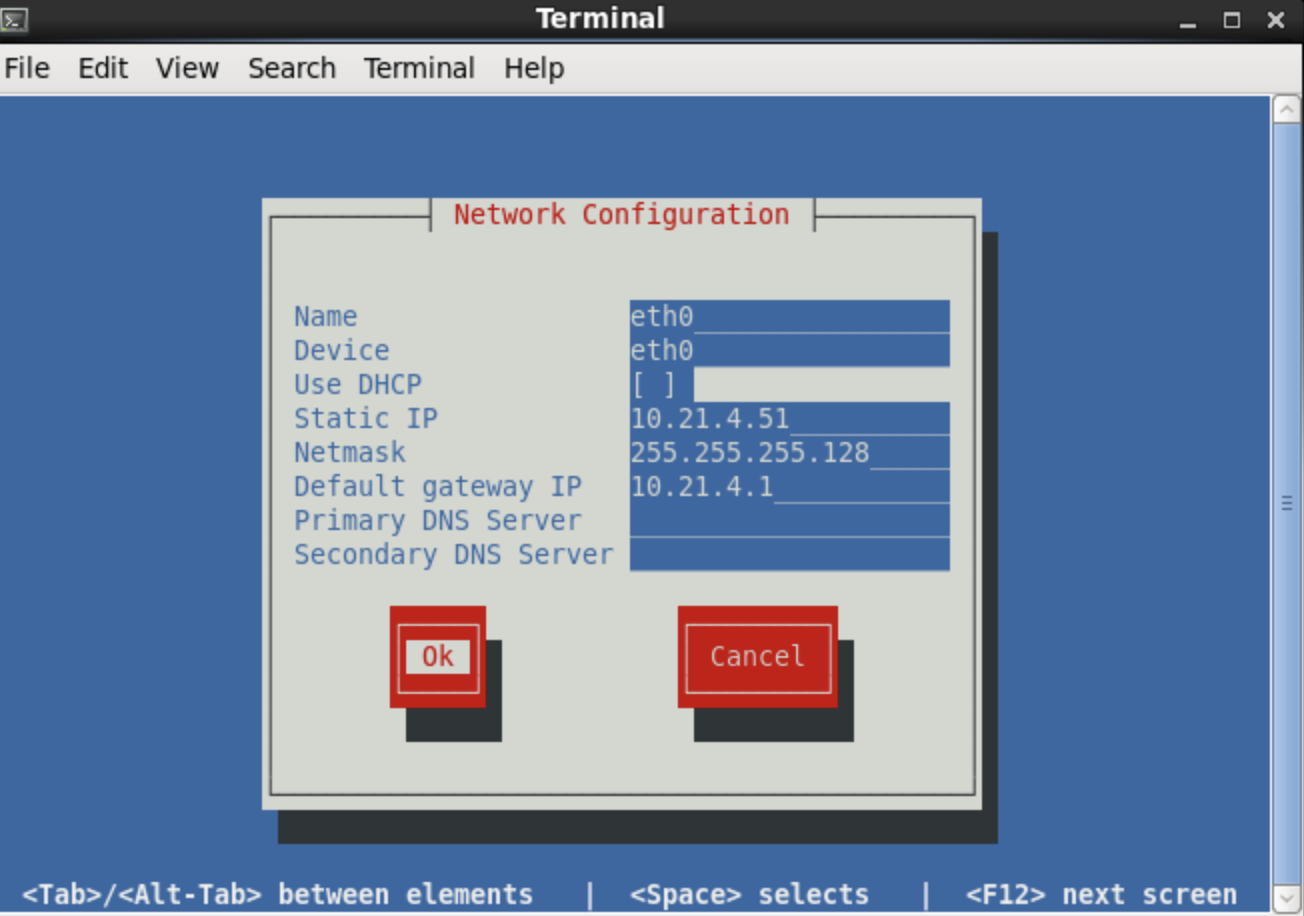 Terminal
File Edit View Search Terminal Help
Network Configuration
Name eth0
Device eth0
Use DHCP [ ]
Static IP 10.21.4.51
Netmask 255.255.255.128
Default gateway IP 10.21.4.1
Primary DNS Server
Secondary DNS Server
Ok Cancel
<Tab>/<Alt-Tab> between elements | <Space> selects | <F12> next screen